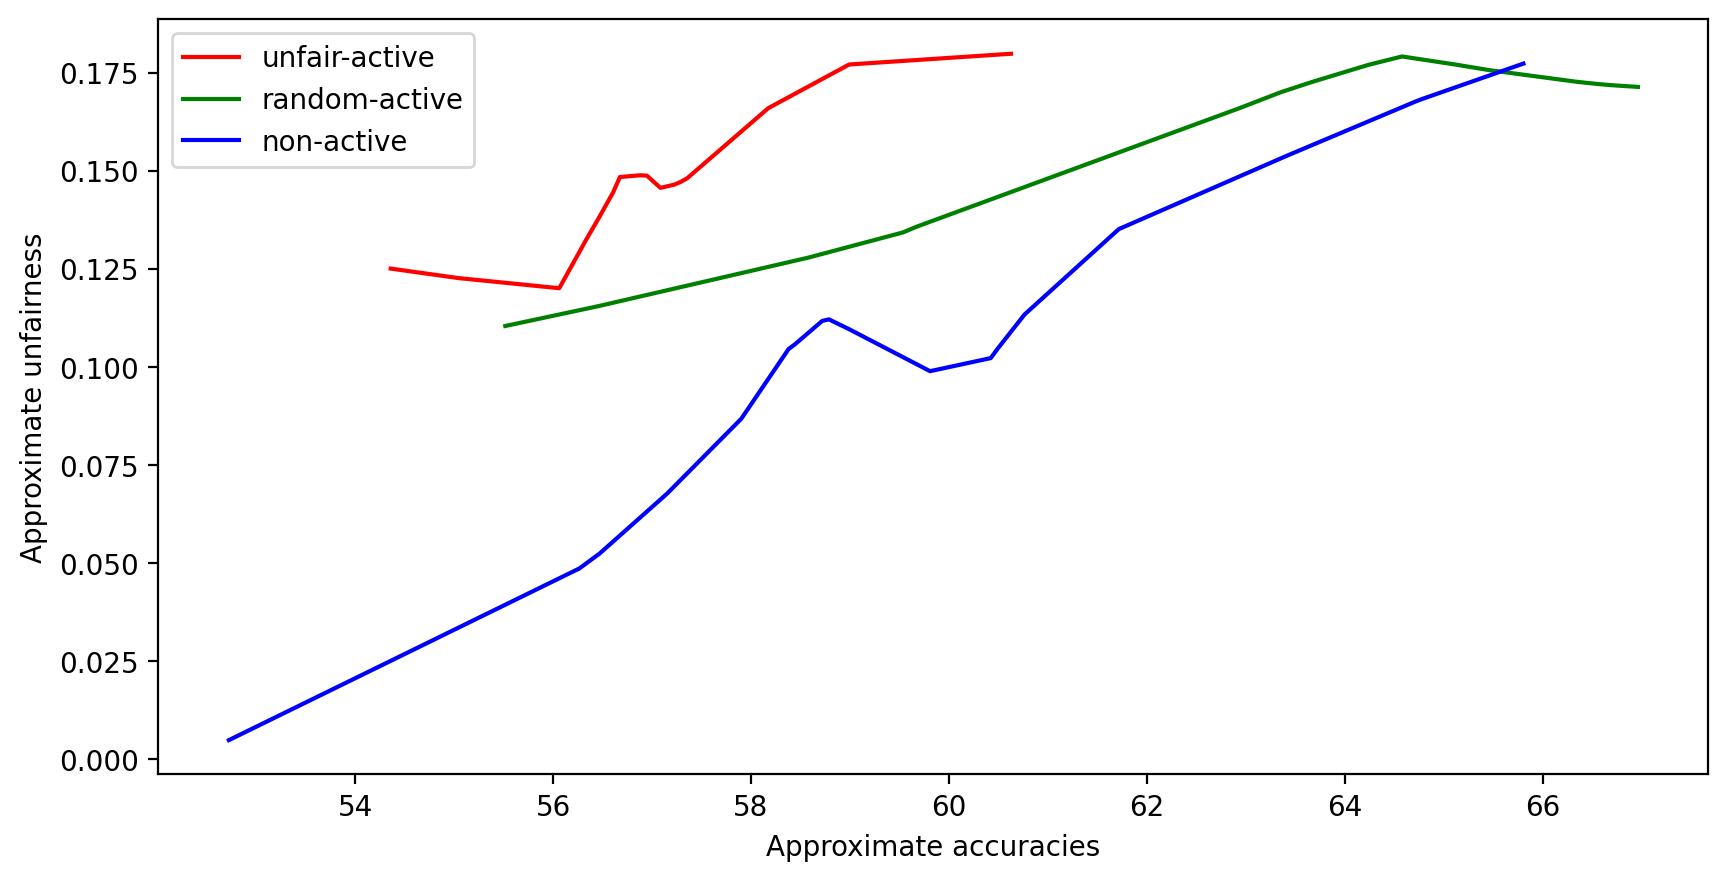 unfair-active
random-active
non-active
Approximate unfairness
0.175
0.150
0.125
0.100
0.075
0.050
0.025
0.000
54 56 58 60 62 64 66
Approximate accuracies